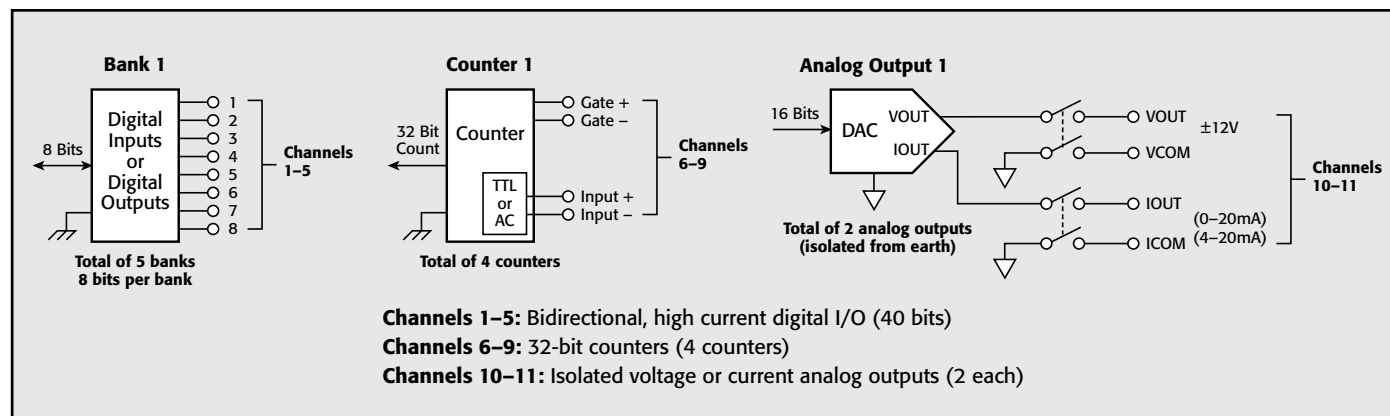 Bank 1
8 Bits
Digital
Inputs
or
Digital
Outputs
1
2
3
4
5
6
7
8
Channels
1–5
Total of 5 banks
8 bits per bank
Counter 1
32 Bit
Count
Counter
TTL
or
AC
Gate +
Gate –
Input +
Input –
Channels
6–9
Total of 4 counters
Analog Output 1
16 Bits
DAC
VOUT
IOUT
Total of 2 analog outputs
(isolated from earth)
VOUT
±12V
VCOM
IOUT
(0–20mA)
(4–20mA)
ICOM
Channels
10–11
Channels 1–5: Bidirectional, high current digital I/O (40 bits)
Channels 6–9: 32-bit counters (4 counters)
Channels 10–11: Isolated voltage or current analog outputs (2 each)